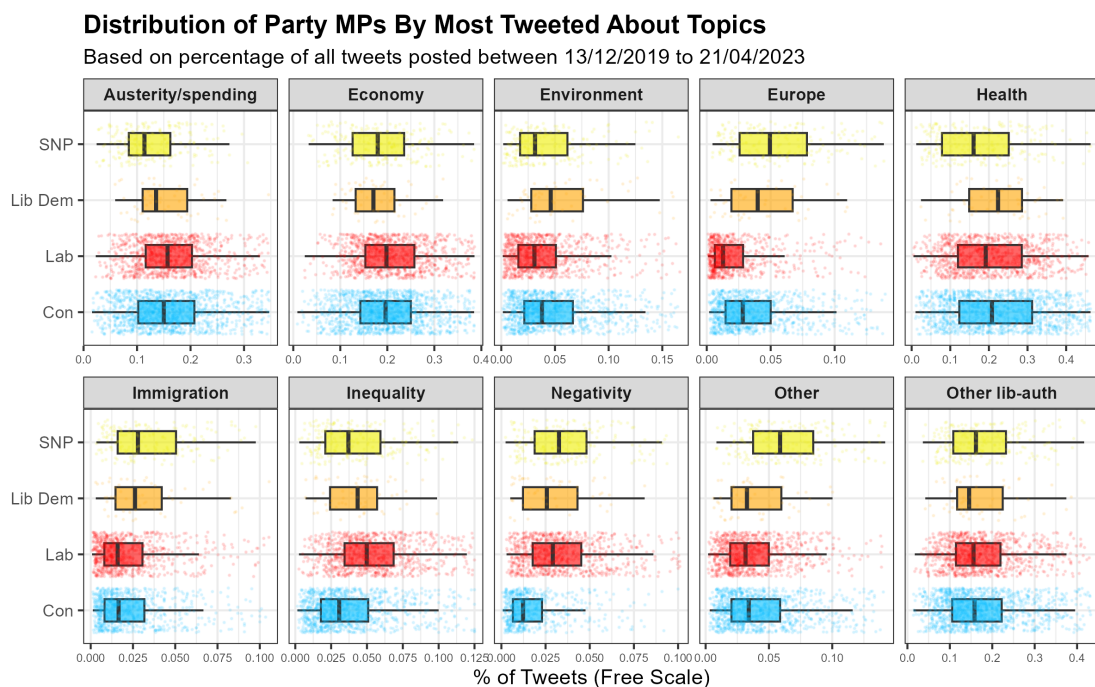 Distribution of Party MPs By Most Tweeted About Topics
Based on percentage of all tweets posted between 13/12/2019 to 21/04/2023
Austerity/spending Economy Environment Europe Health
SNP
Lib Dem
Lab
Con
0.0 0.1 0.2 0.3 0.0 0.1 0.2 0.3 0.4 0.00 0.05 0.10 0.15 0.00 0.05 0.10 0.0 0.1 0.2 0.3 0.4
Immigration Inequality Negativity Other Other lib-auth
SNP
Lib Dem
Lab
Con
0.000 0.025 0.050 0.075 0.100 0.000 0.025 0.050 0.075 0.100 0.125 0.000 0.025 0.050 0.075 0.100 0.00 0.05 0.10 0.0 0.1 0.2 0.3 0.4
% of Tweets (Free Scale)